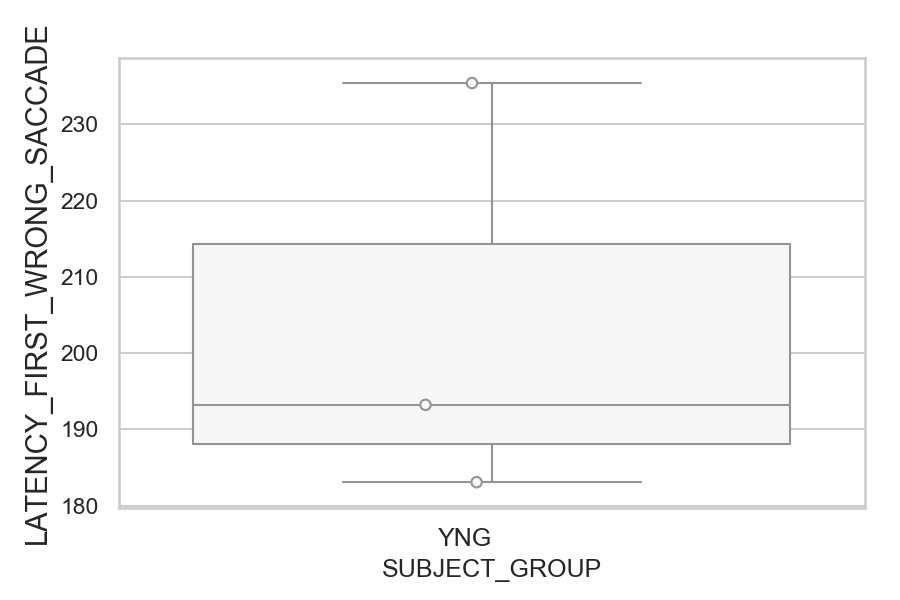 LATENCY_FIRST_WRONG_SACCADE
230
220
210
200
190
180
YNG
SUBJECT_GROUP